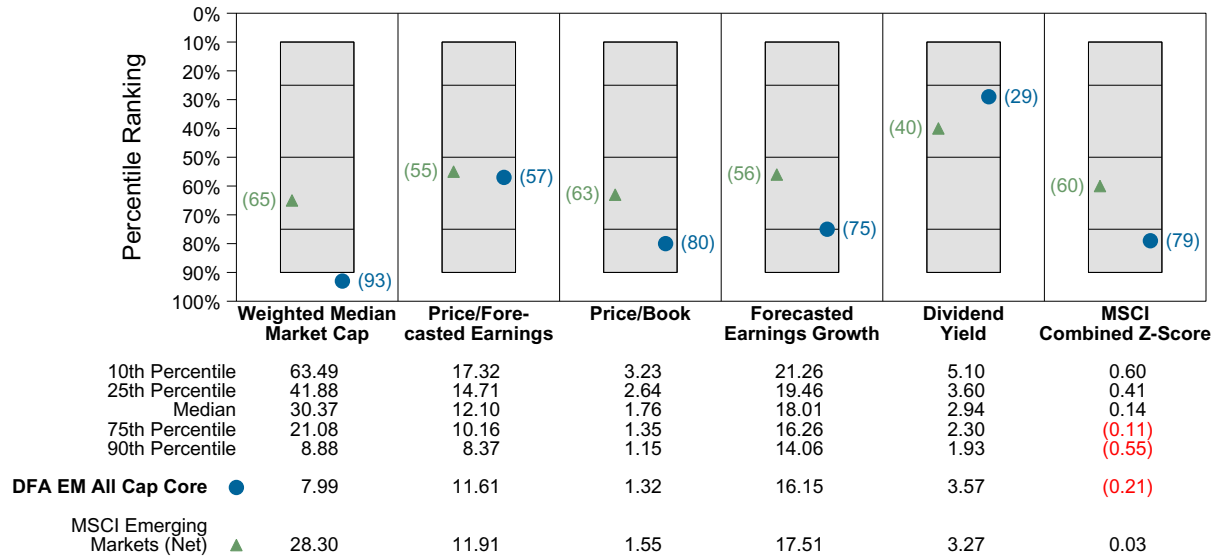 Percentile Ranking
0%
10%
20%
30%
40%
50%
60%
70%
80%
90%
100%
(65)
(93)
(55)
(57)
(63)
(80)
(56)
(75)
(40)
(29)
(60)
(79)
Weighted Median
Market Cap
Price/Fore-
casted Earnings
Price/Book
Forecasted
Earnings Growth
Dividend
Yield
MSCI
Combined Z-Score
10th Percentile 63.49 17.32 3.23 21.26 5.10 0.60
25th Percentile 41.88 14.71 2.64 19.46 3.60 0.41
Median 30.37 12.10 1.76 18.01 2.94 0.14
75th Percentile 21.08 10.16 1.35 16.26 2.30 (0.11)
90th Percentile 8.88 8.37 1.15 14.06 1.93 (0.55)
DFA EM All Cap Core 7.99 11.61 1.32 16.15 3.57 (0.21)
MSCI Emerging
Markets (Net) 28.30 11.91 1.55 17.51 3.27 0.03